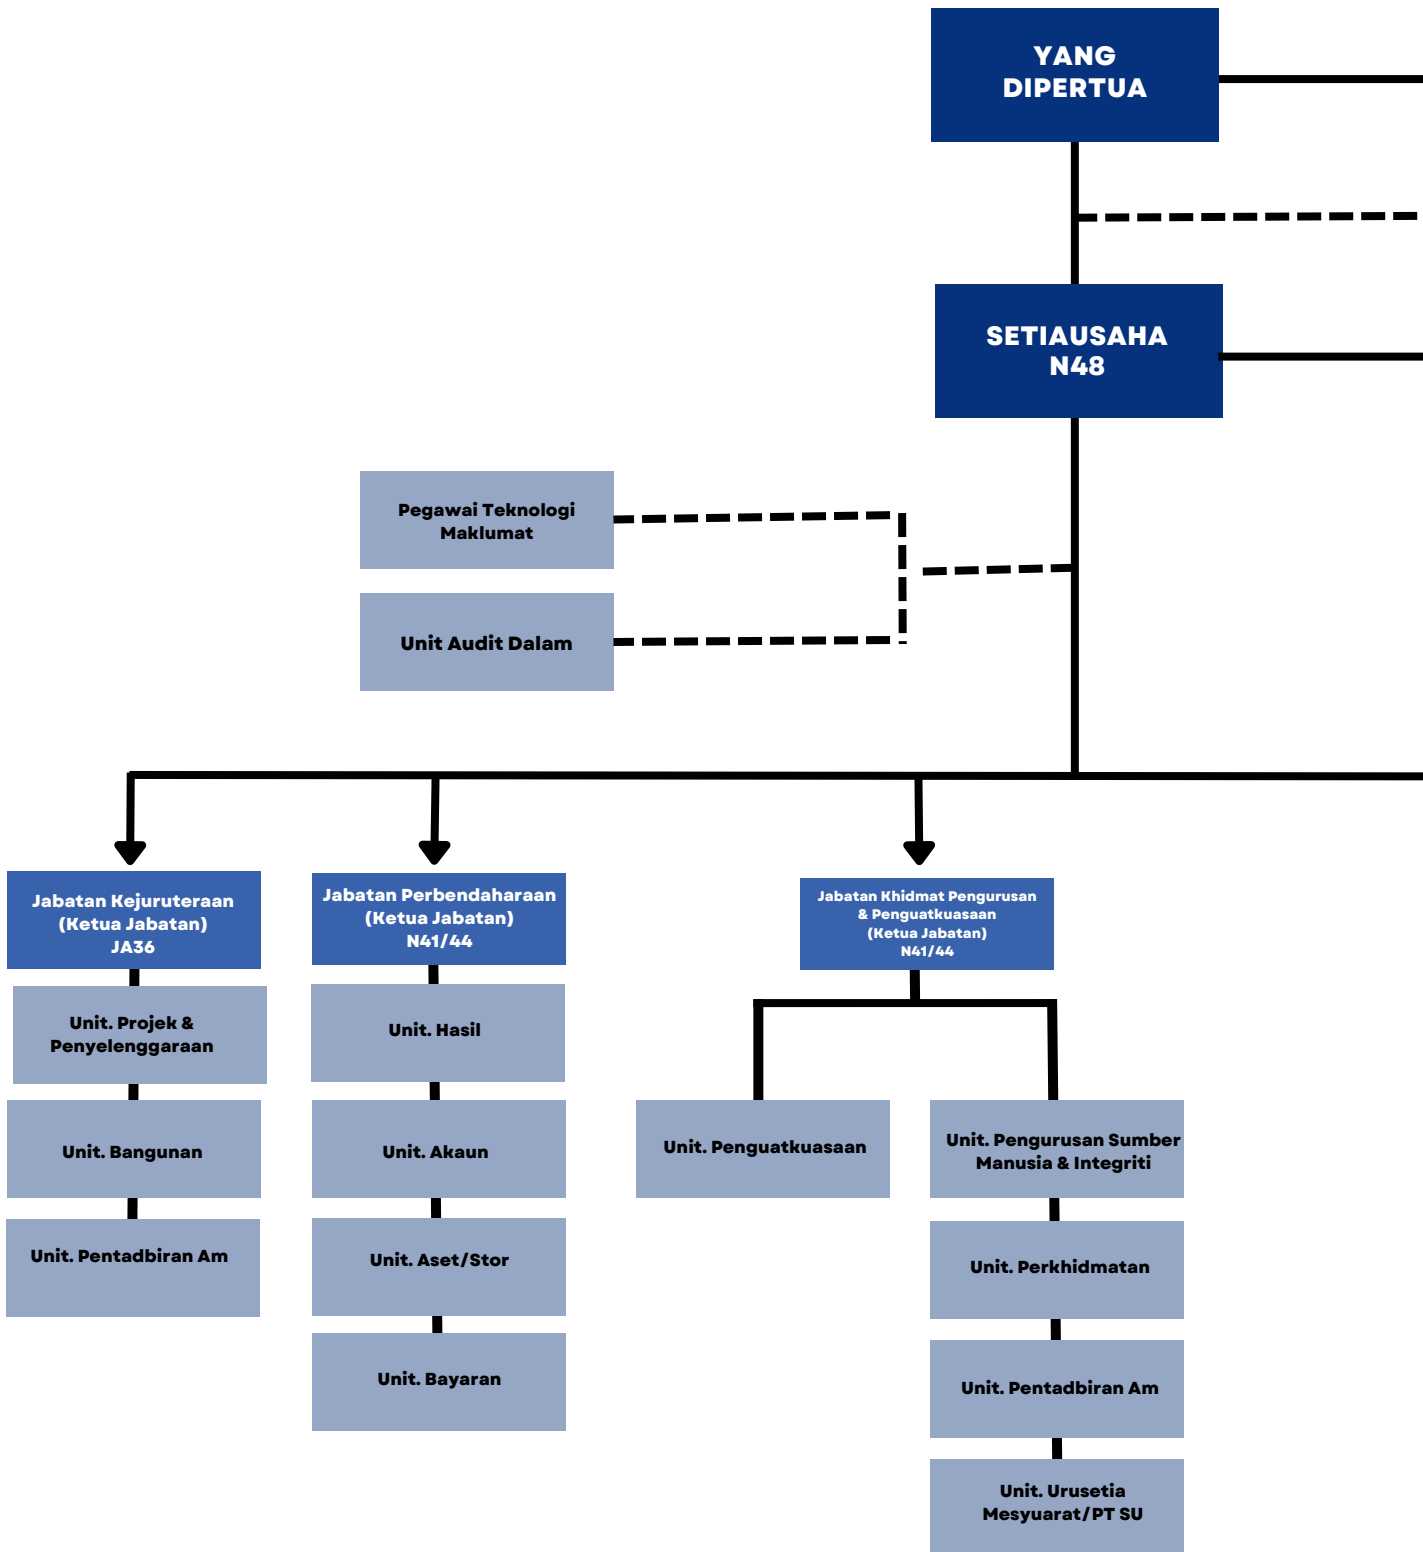 YANG
DIPERTUA
SETIAUSAHA
N48
Pegawai Teknologi
Maklumat
Unit Audit Dalam
Jabatan Kejuruteraan
(Ketua Jabatan)
JA36
Unit. Projek &
Penyelenggaraan
Unit. Bangunan
Unit. Pentadbiran Am
Jabatan Perbendaharaan
(Ketua Jabatan)
N41/44
Unit. Hasil
Unit. Akaun
Unit. Aset/Stor
Unit. Bayaran
Jabatan Khidmat Pengurusan
& Penguatkuasaan
(Ketua Jabatan)
N41/44
Unit. Penguatkuasaan
Unit. Pengurusan Sumber
Manusia & Integriti
Unit. Perkhidmatan
Unit. Pentadbiran Am
Unit. Urusetia
Mesyuarat/PT SU